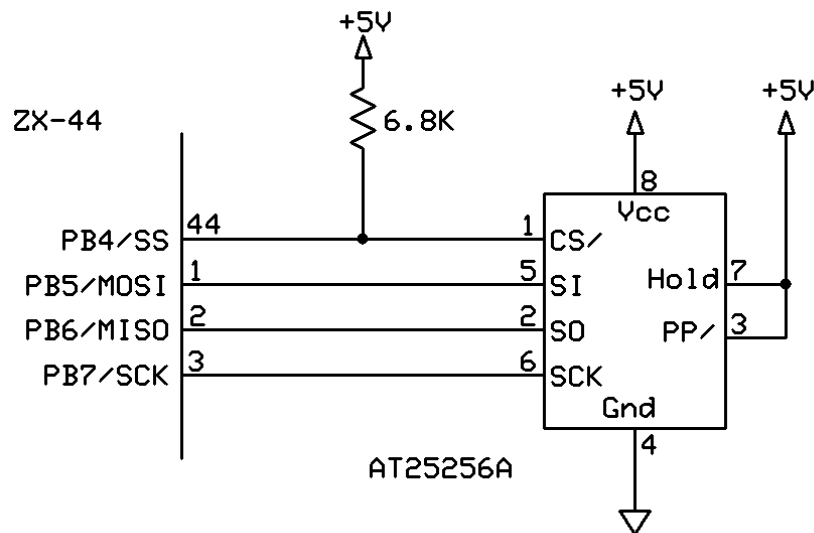 +5V
+5V
+5V
ZX-44
6.8K
8
Vcc
PB4/SS 44 1 CS/
PB5/MOSI 1 5 SI Hold 7
PB6/MISO 2 2 SO PP/ 3
PB7/SCK 3 6 SCK
Gnd
4
AT25256A